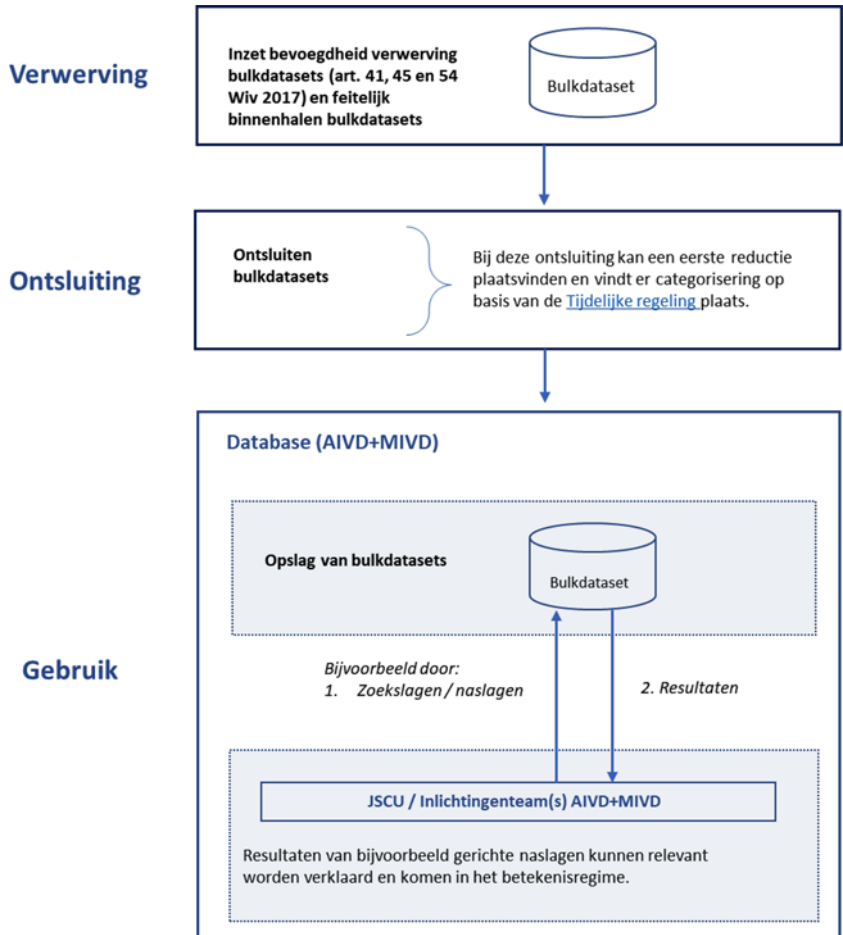 Verwerving
Inzet bevoegdheid verwerving
bulkdatasets (art. 41, 45 en 54
Wiv 2017) en feitelijk
binnenhalen bulkdatasets
Bulkdataset
Ontsluiting
Ontsluiten
bulkdatasets
Bij deze ontsluiting kan een eerste reductie
plaatsvinden en vindt er categorisering op
basis van de Tijdelijke regeling plaats.
Gebruik
Database (AIVD+MIVD)
Opslag van bulkdatasets
Bulkdataset
Bijvoorbeeld door:
1. Zoekslagen / naslagen
2. Resultaten
JSCU / Inlichtingenteam(s) AIVD+MIVD
Resultaten van bijvoorbeeld gerichte naslagen kunnen relevant
worden verklaard en komen in het betekenisregime.